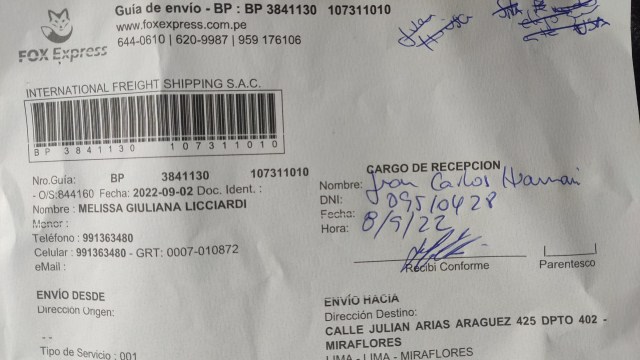 Guía de envío - BP : BP 3841130 107311010
www.foxexpress.com.pe
644-0610 | 620-9987 | 959 176106
FOX Express
INTERNATIONAL FREIGHT SHIPPING S.A.C.
BP 3841130 107311010
Nro.Guía: BP 3841130 107311010
- O/S:844160 Fecha: 2022-09-02 Doc. Ident. :
Nombre : MELISSA GIULIANA LICCIARDI
Menor :
Teléfono : 991363480
Celular : 991363480 - GRT: 0007-010872
eMail :
CARGO DE RECEPCION
Nombre: Juan Carlos
DNI: 09510428
Fecha: 8/9/22
Hora:
Recibi Conforme
Parentesco
ENVÍO DESDE
Dirección Origen:
- -
Tipo de Servicio : 001
ENVÍO HACIA
Dirección Destino:
CALLE JULIAN ARIAS ARAGUEZ 425 DPTO 402 -
MIRAFLORES
LIMA - LIMA - MIRAFLORES